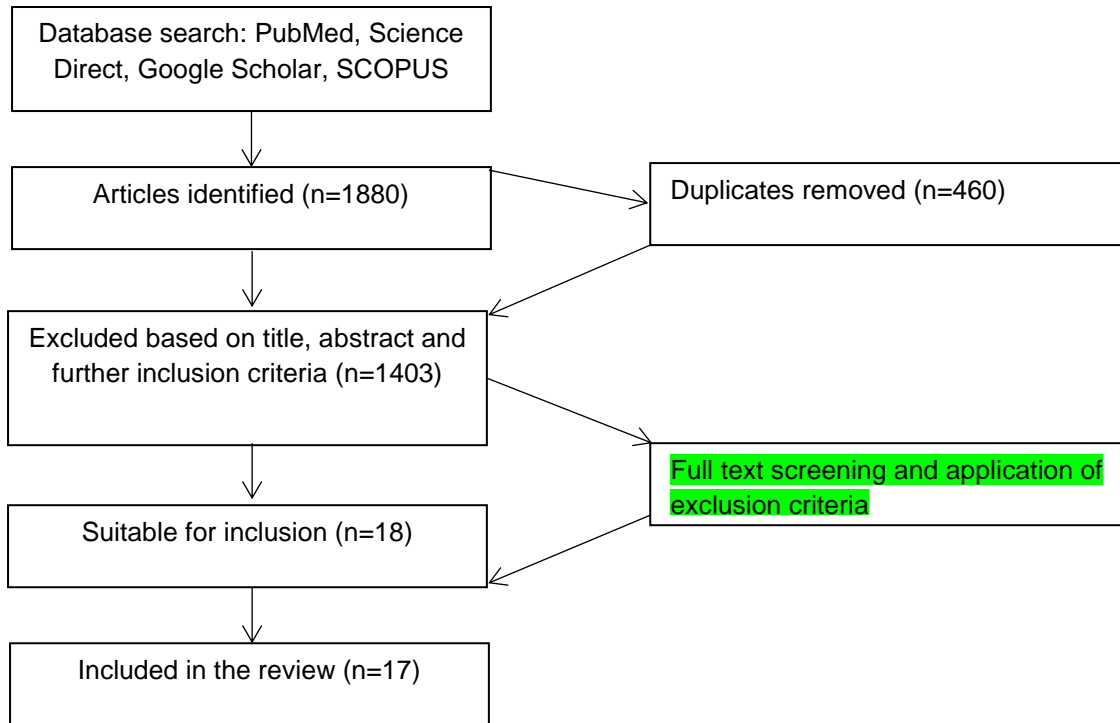 Database search: PubMed, Science
Direct, Google Scholar, SCOPUS
Articles identified (n=1880)
Duplicates removed (n=460)
Excluded based on title, abstract and
further inclusion criteria (n=1403)
Full text screening and application of
exclusion criteria
Suitable for inclusion (n=18)
Included in the review (n=17)